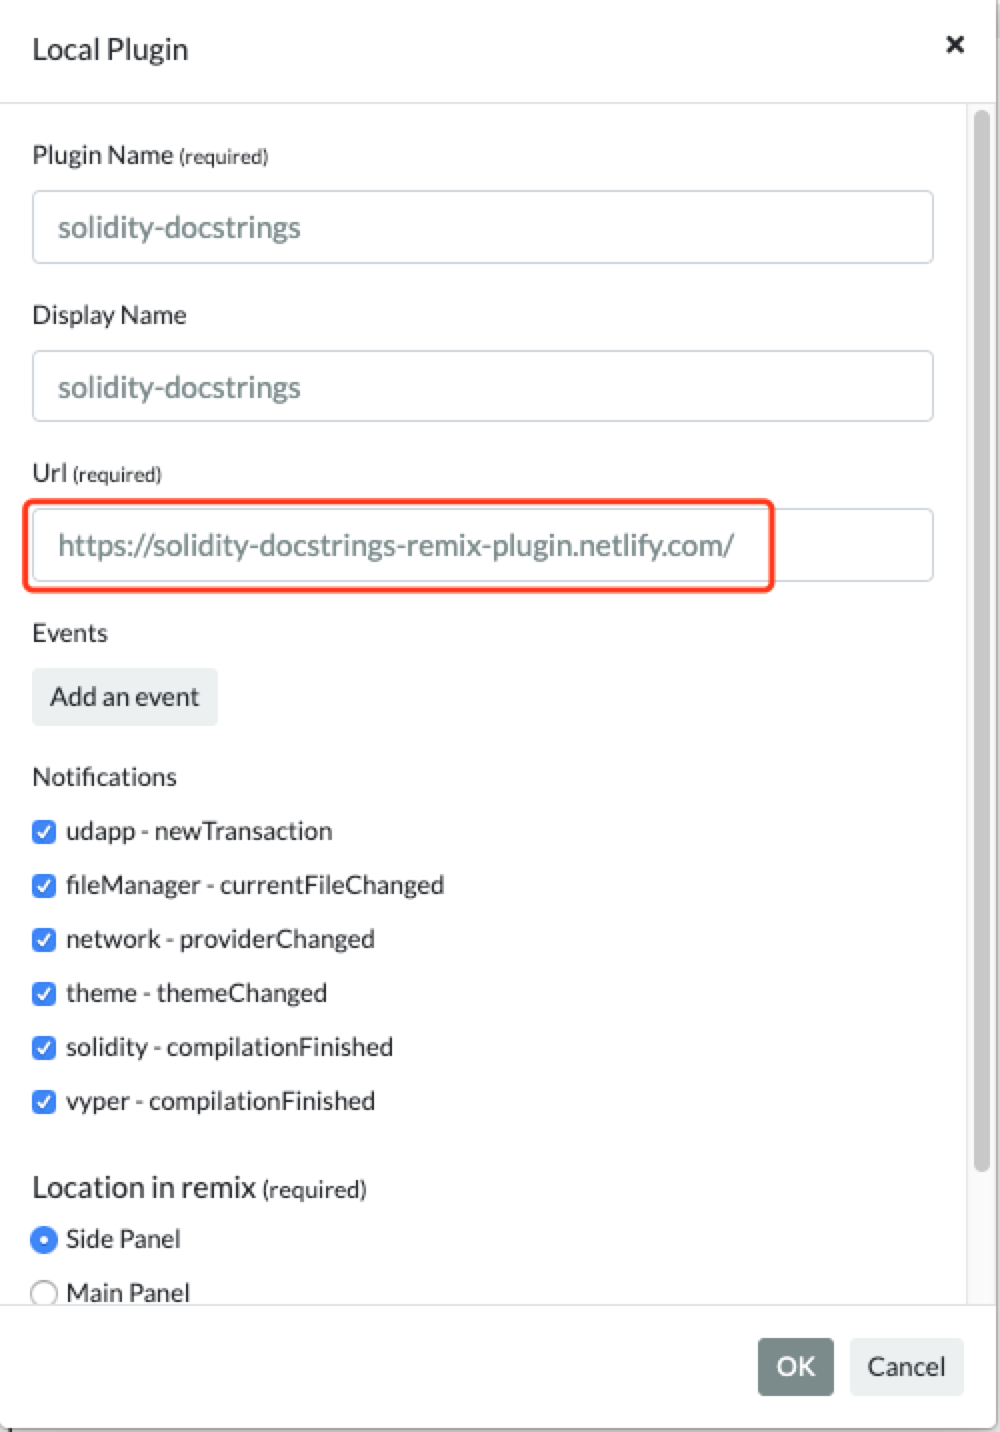 Local Plugin
Plugin Name (required)
solidity-docstrings
Display Name
solidity-docstrings
Url (required)
https://solidity-docstrings-remix-plugin.netlify.com/
Events
Add an event
Notifications
udapp - newTransaction
fileManager - currentFileChanged
network - providerChanged
theme - themeChanged
solidity - compilationFinished
vyper - compilationFinished
Location in remix (required)
Side Panel
Main Panel
OK Cancel